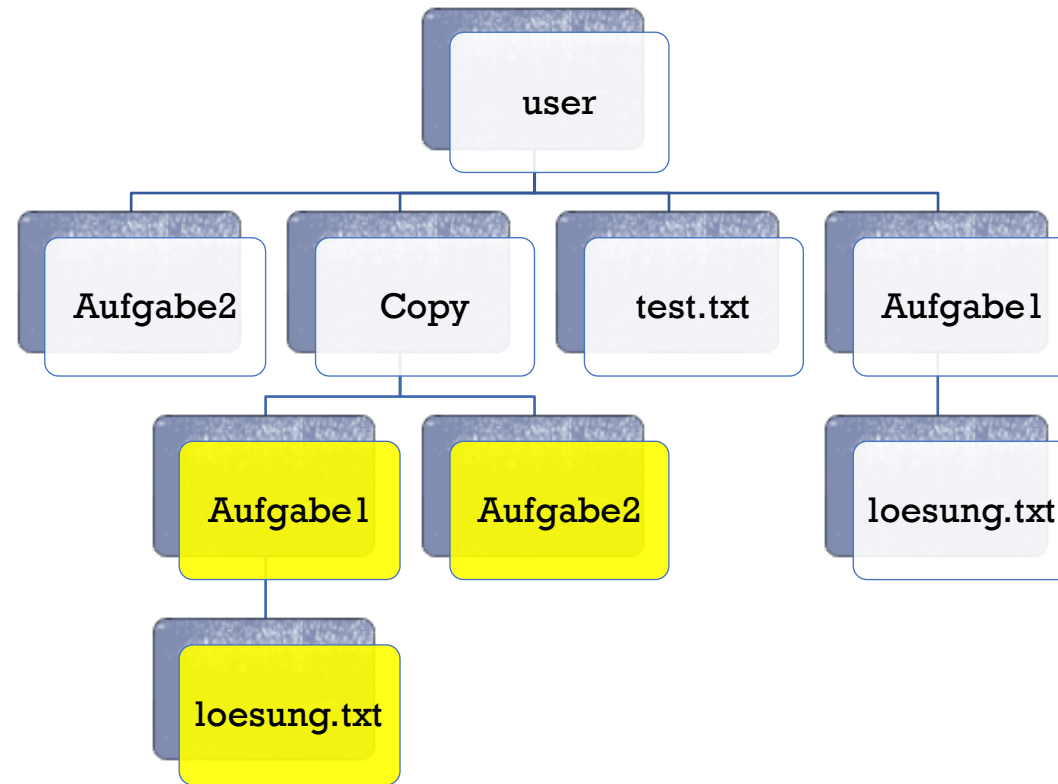 user
Aufgabe2
Copy
test.txt
Aufgabe1
Aufgabe1
Aufgabe2
loesung.txt
loesung.txt